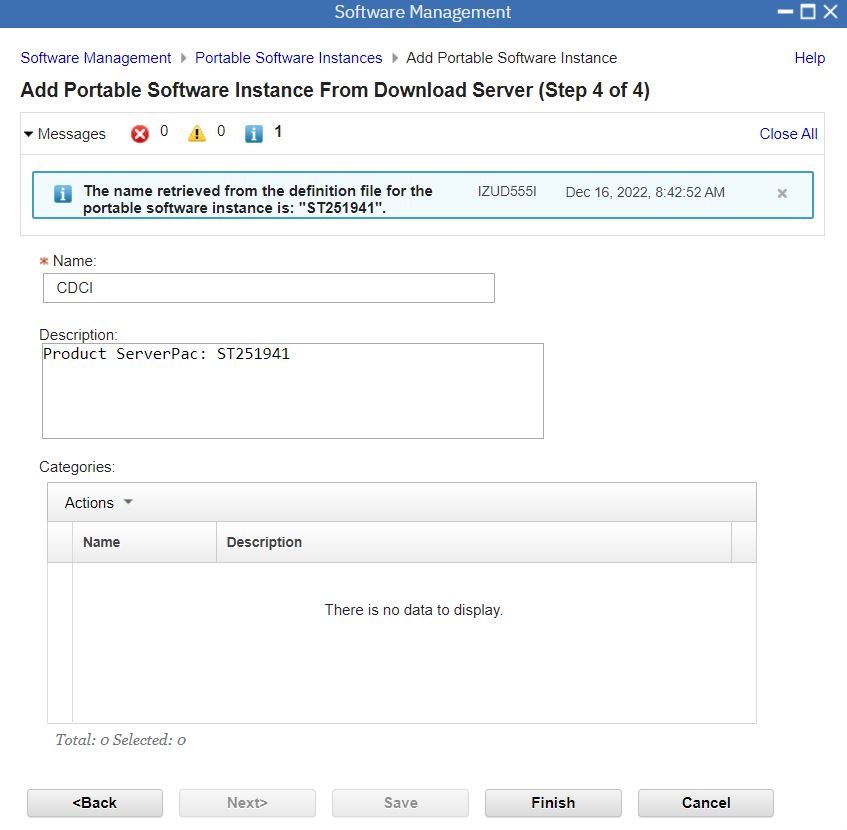 Software Management
Software Management Portable Software Instances Add Portable Software Instance Help
Add Portable Software Instance From Download Server (Step 4 of 4)
Messages 0 0 1 Close All
The name retrieved from the definition file for the IZUD555I Dec 16, 2022, 8:42:52 AM
portable software instance is: "ST251941".
* Name:
CDCI
Description:
Product ServerPac: ST251941
Categories:
Actions
Name Description
There is no data to display.
Total: 0 Selected: 0
<Back Next> Save Finish Cancel